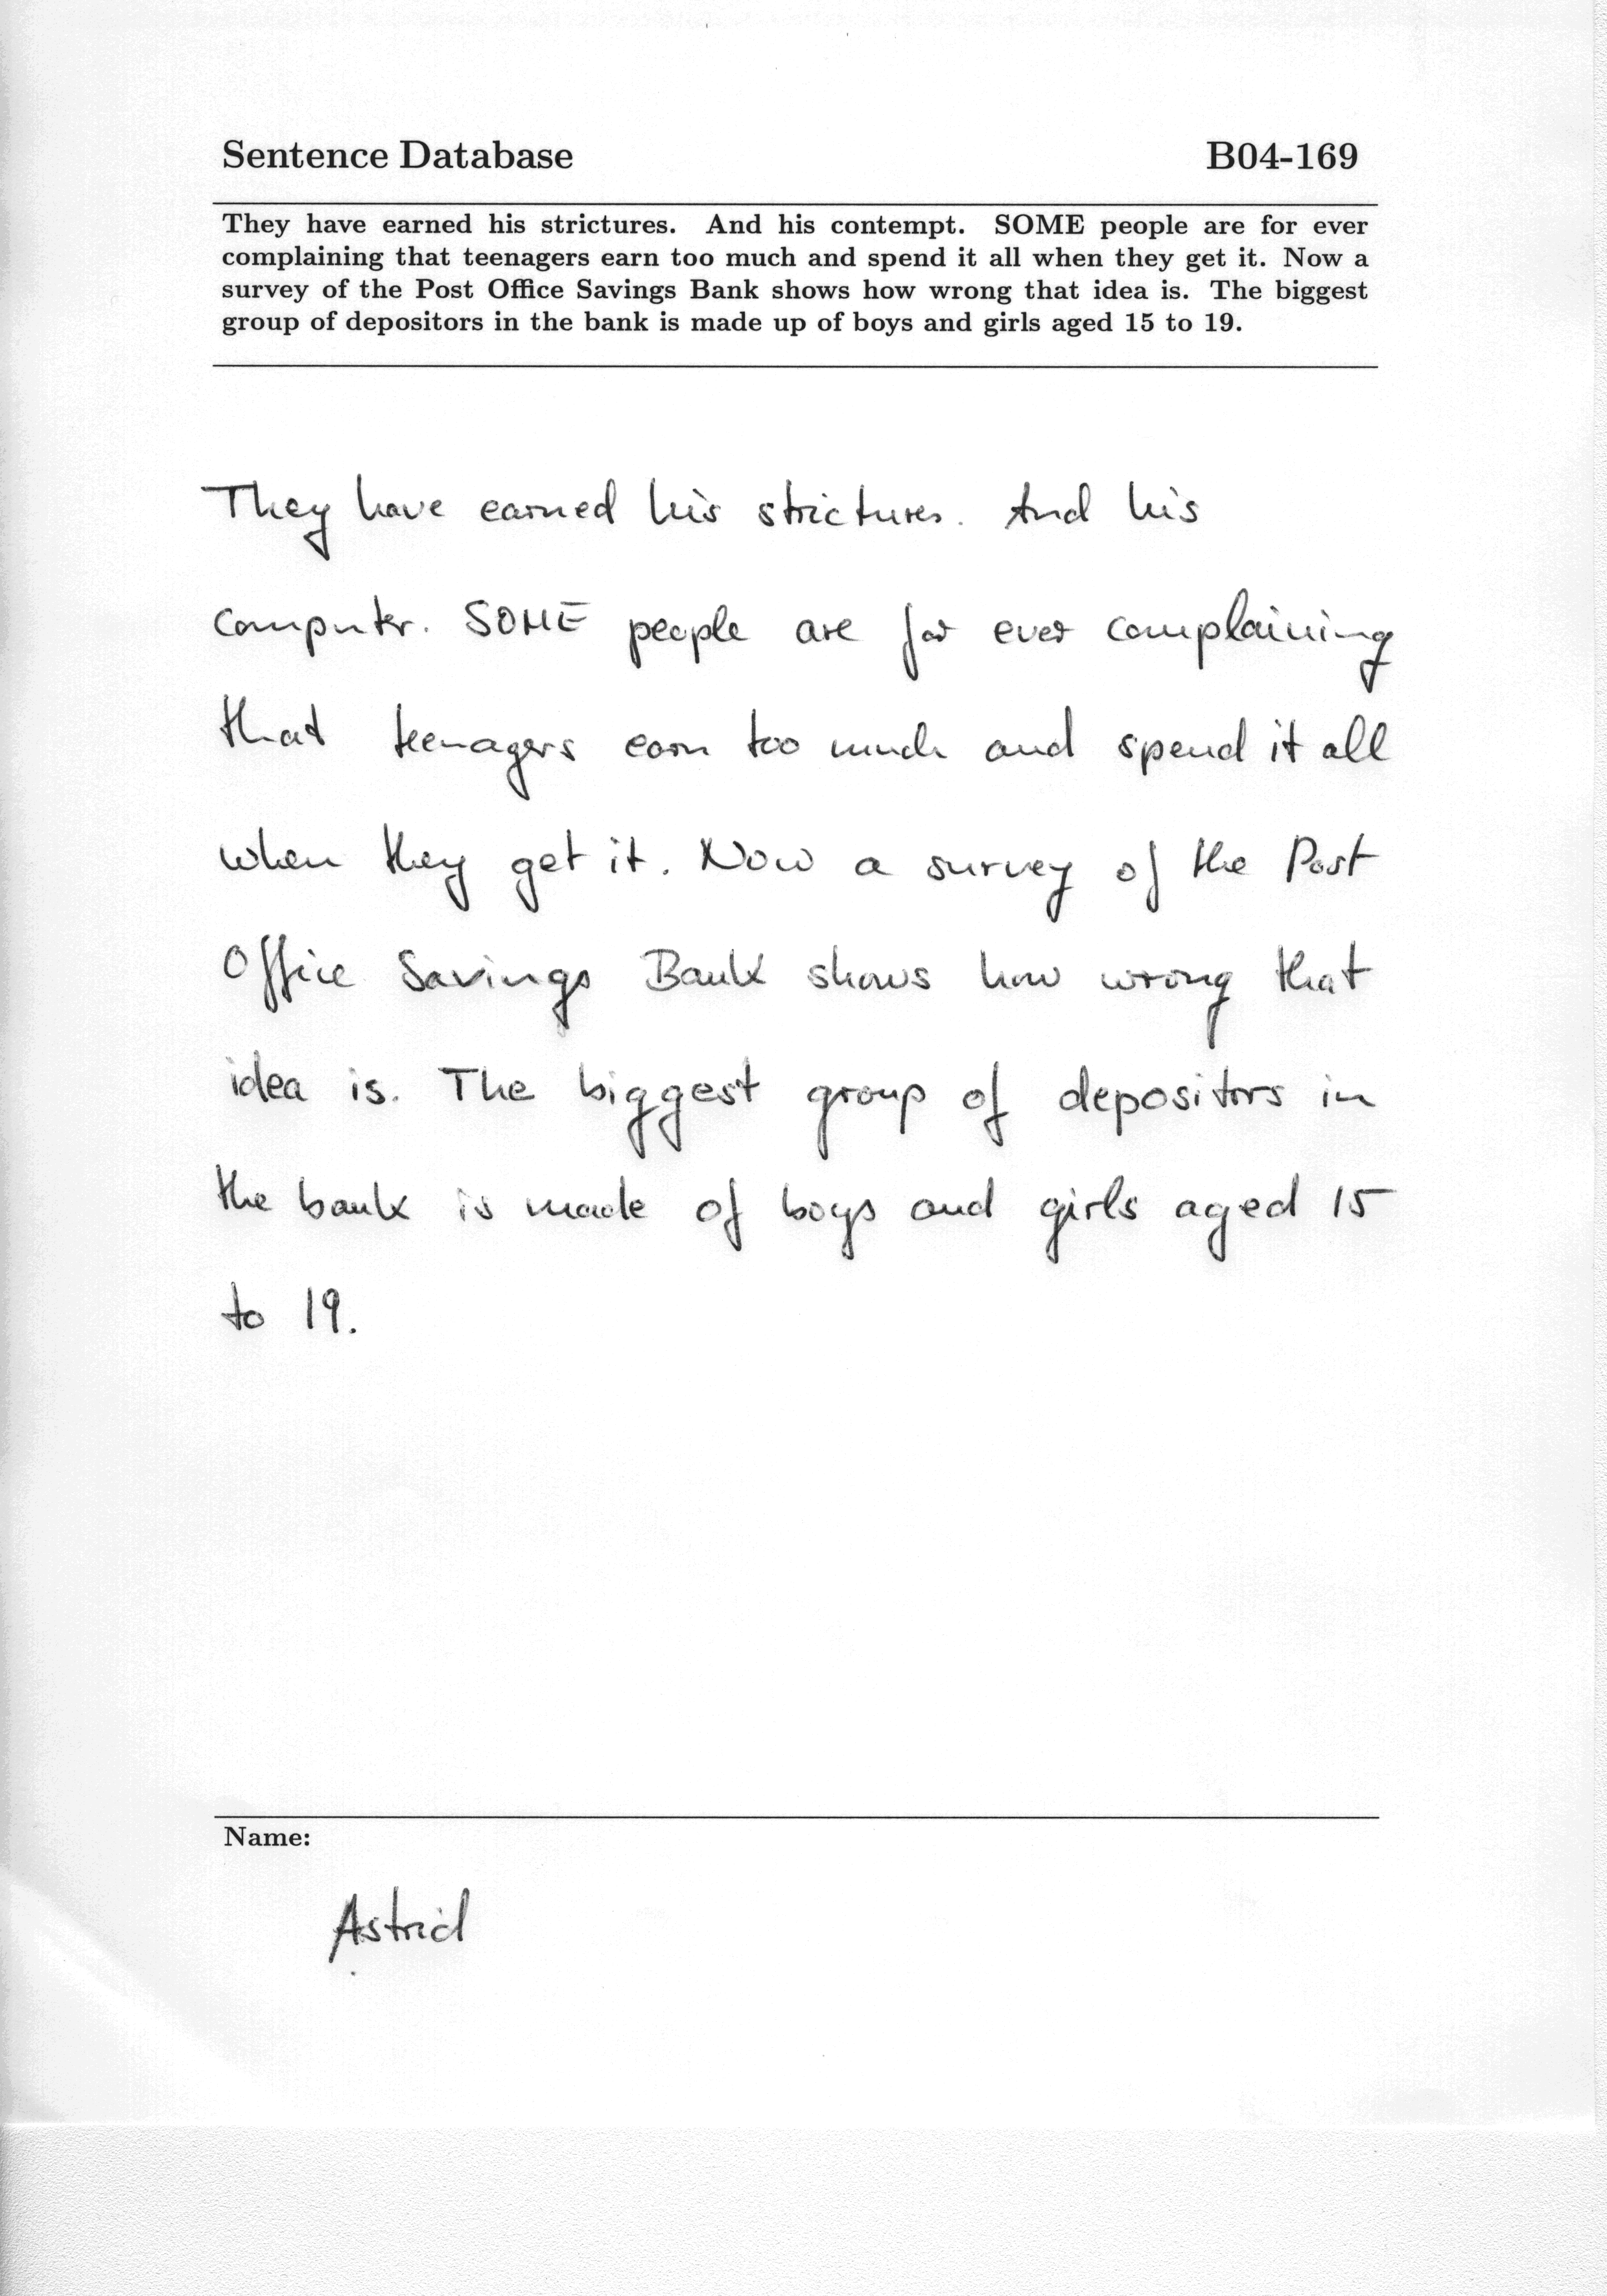 Sentence Database B04-169
They have earned his strictures. And his contempt. SOME people are for ever
complaining that teenagers earn too much and spend it all when they get it. Now a
survey of the Post Office Savings Bank shows how wrong that idea is. The biggest
group of depositors in the bank is made up of boys and girls aged 15 to 19.
They have earned his strictures. And his
computer. SOME people are for ever complaining
that teenagers earn too much and spend it all
when they get it. Now a survey of the Post
Office Savings Bank shows how wrong that
idea is. The biggest group of depositors in
the bank is made of boys and girls aged 15
to 19.
Name:
Astrid